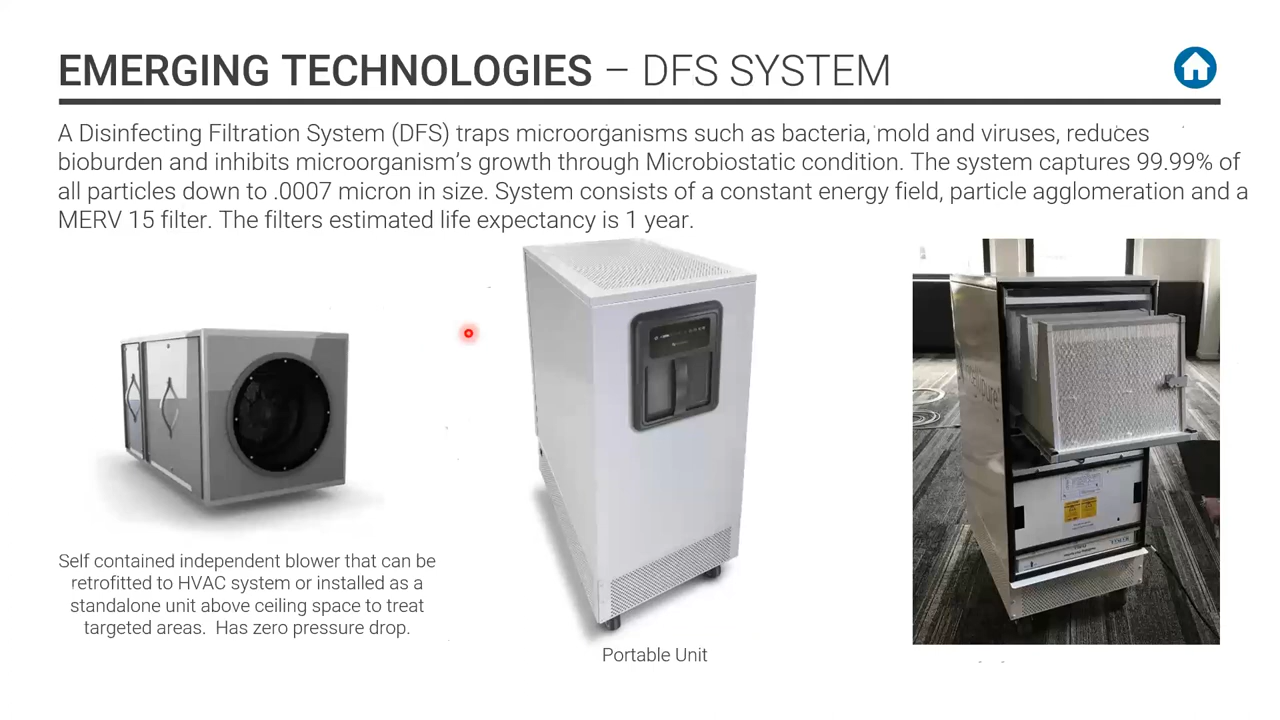 EMERGING TECHNOLOGIES – DFS SYSTEM
A Disinfecting Filtration System (DFS) traps microorganisms such as bacteria, mold and viruses, reduces
bioburden and inhibits microorganism's growth through Microbiostatic condition. The system captures 99.99% of
all particles down to .0007 micron in size. System consists of a constant energy field, particle agglomeration and a
MERV 15 filter. The filters estimated life expectancy is 1 year.
Self contained independent blower that can be
retrofitted to HVAC system or installed as a
standalone unit above ceiling space to treat
targeted areas.  Has zero pressure drop.
Portable Unit